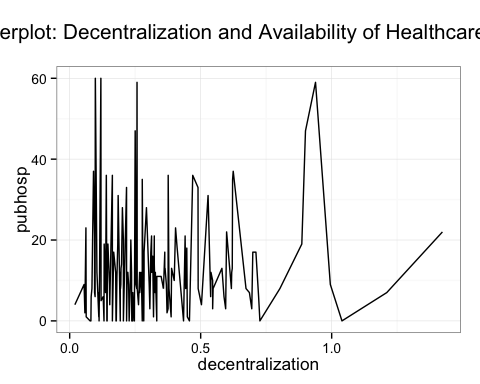 erplot: Decentralization and Availability of Healthcare
60
40
20
0
pubhosp
0.0 0.5 1.0
decentralization